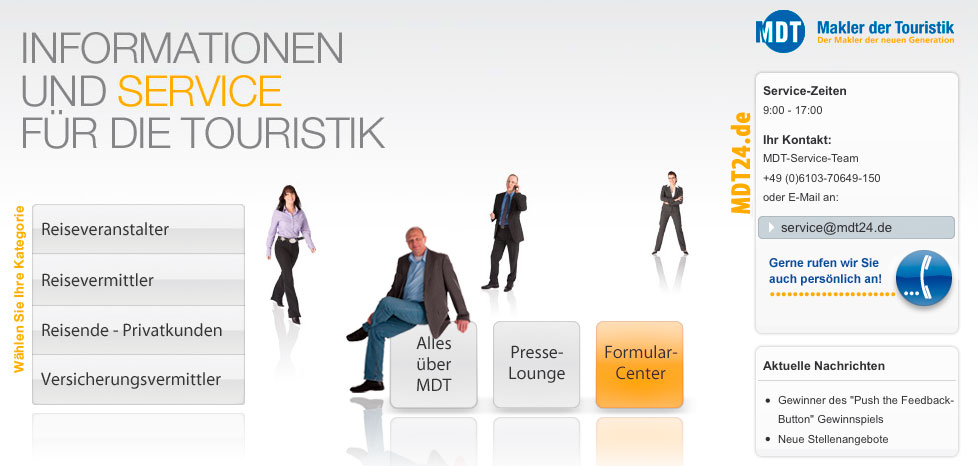 INFORMATIONEN
UND SERVICE
FÜR DIE TOURISTIK
Wählen Sie Ihre Kategorie
Reiseveranstalter
Reisevermittler
Reisende - Privatkunden
Versicherungsvermittler
Alles
über
MDT
Presse-
Lounge
Formular-
Center
MDT
Makler der Touristik
Der Makler der neuen Generation
MDT24.de
Service-Zeiten
9:00 - 17:00
Ihr Kontakt:
MDT-Service-Team
+49 (0)6103-70649-150
oder E-Mail an:
service@mdt24.de
Gerne rufen wir Sie
auch persönlich an!
Aktuelle Nachrichten
Gewinner des "Push the Feedback-
Button" Gewinnspiels
Neue Stellenangebote